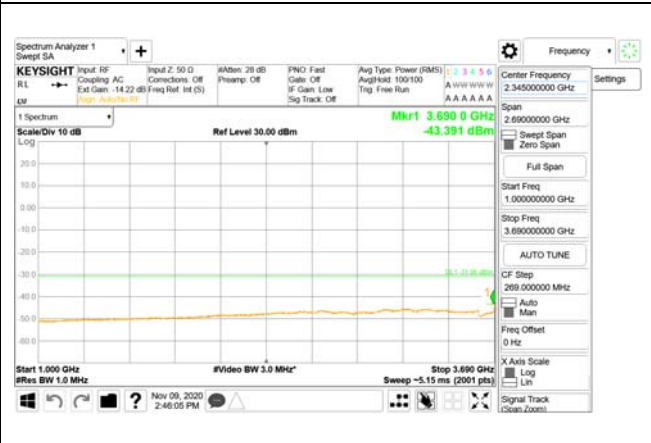 Spectrum Analyzer 1
Swept SA
Frequency
KEYSIGHT
RL
Input: RF
Coupling: AC
Ext Gain: -14.22 dB
Align: Auto/No RF
Input Z: 50 Ω
Corrections: Off
Freq Ref: Int (S)
#Atten: 28 dB
Preamp: Off
PNO: Fast
Gate: Off
IF Gain: Low
Sig Track: Off
Avg Type: Power (RMS)
Avg|Hold: 100/100
Trig: Free Run
1 2 3 4 5 6
A W W W W W
A A A A A A
1 Spectrum
Scale/Div 10 dB
Ref Level 30.00 dBm
Mkr1 3.690 0 GHz
-43.391 dBm
Log
20.0
10.0
0.00
-10.0
-20.0
-30.0
-40.0
-50.0
-60.0
1
Start 1.000 GHz
#Video BW 3.0 MHz*
Stop 3.690 GHz
#Res BW 1.0 MHz
Sweep ~5.15 ms (2001 pts)
Nov 09, 2020
2:46:05 PM
Center Frequency
2.345000000 GHz
Settings
Span
2.69000000 GHz
Swept Span
Zero Span
Full Span
Start Freq
1.000000000 GHz
Stop Freq
3.690000000 GHz
AUTO TUNE
CF Step
269.000000 MHz
Auto
Man
Freq Offset
0 Hz
X Axis Scale
Log
Lin
Signal Track
(Span Zoom)